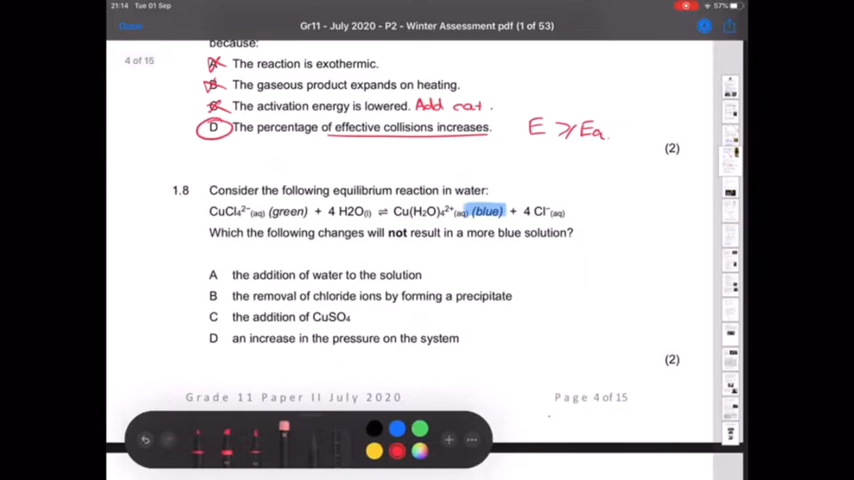 21:14 Tue 01 Sep
57%
Done
Gr11 - July 2020 - P2 - Winter Assessment pdf (1 of 53)
4 of 15
because:
A The reaction is exothermic.
B The gaseous product expands on heating.
C The activation energy is lowered. Add cat.
D The percentage of effective collisions increases. E ⩾ Ea.
(2)
1.8 Consider the following equilibrium reaction in water:
CuCl₄²⁻(aq) (green) + 4 H2O(l) ⇌ Cu(H₂O)₄²⁺(aq) (blue) + 4 Cl⁻(aq)
Which the following changes will not result in a more blue solution?
A the addition of water to the solution
B the removal of chloride ions by forming a precipitate
C the addition of CuSO₄
D an increase in the pressure on the system
(2)
Grade 11 Paper II July 2020 Page 4 of 15